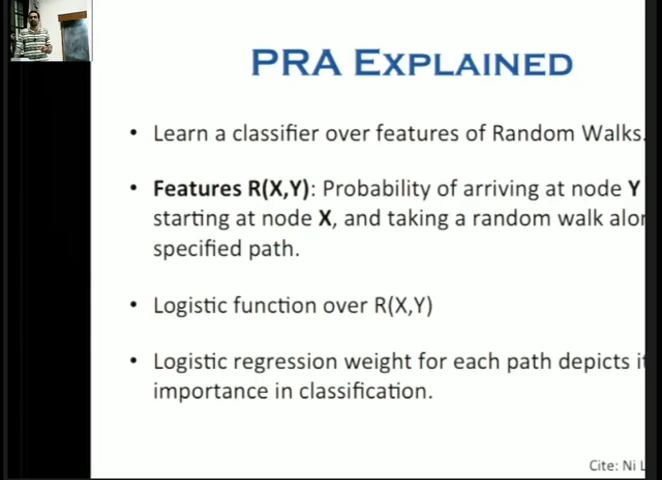 PRA EXPLAINED
• Learn a classifier over features of Random Walks.
• Features R(X,Y): Probability of arriving at node Y
starting at node X, and taking a random walk alon
specified path.
• Logistic function over R(X,Y)
• Logistic regression weight for each path depicts it
importance in classification.
Cite: Ni L